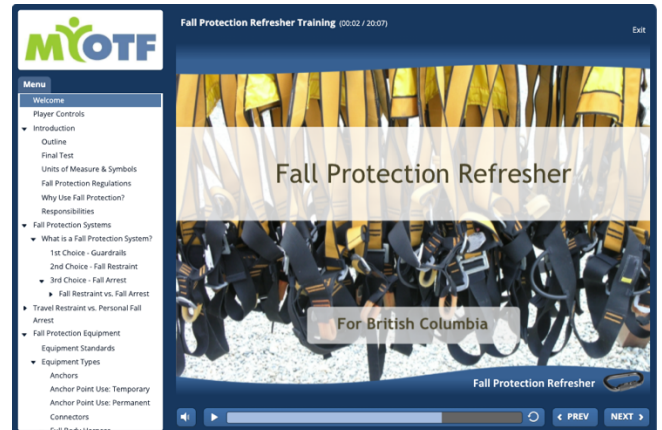 MYOTF
Fall Protection Refresher Training (00:02 / 20:07)
Exit
Menu
Welcome
Player Controls
Introduction
Outline
Final Test
Units of Measure & Symbols
Fall Protection Regulations
Why Use Fall Protection?
Responsibilities
Fall Protection Systems
What is a Fall Protection System?
1st Choice - Guardrails
2nd Choice - Fall Restraint
3rd Choice - Fall Arrest
Fall Restraint vs. Fall Arrest
Travel Restraint vs. Personal Fall
Arrest
Fall Protection Equipment
Equipment Standards
Equipment Types
Anchors
Anchor Point Use: Temporary
Anchor Point Use: Permanent
Connectors
Full Body Harness
Fall Protection Refresher
For British Columbia
Fall Protection Refresher
PREV
NEXT